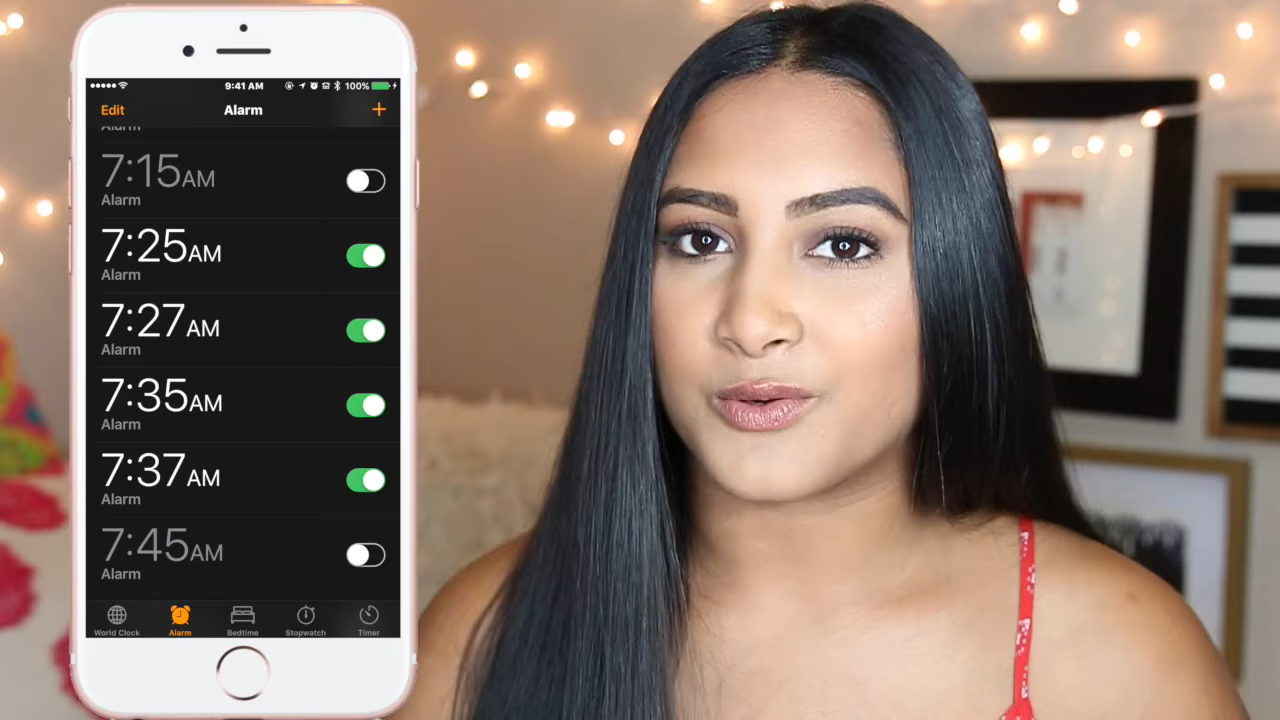 9:41 AM 100%
Edit Alarm +
Alarm
7:15AM
Alarm
7:25AM
Alarm
7:27AM
Alarm
7:35AM
Alarm
7:37AM
Alarm
7:45AM
Alarm
World Clock Alarm Bedtime Stopwatch Timer